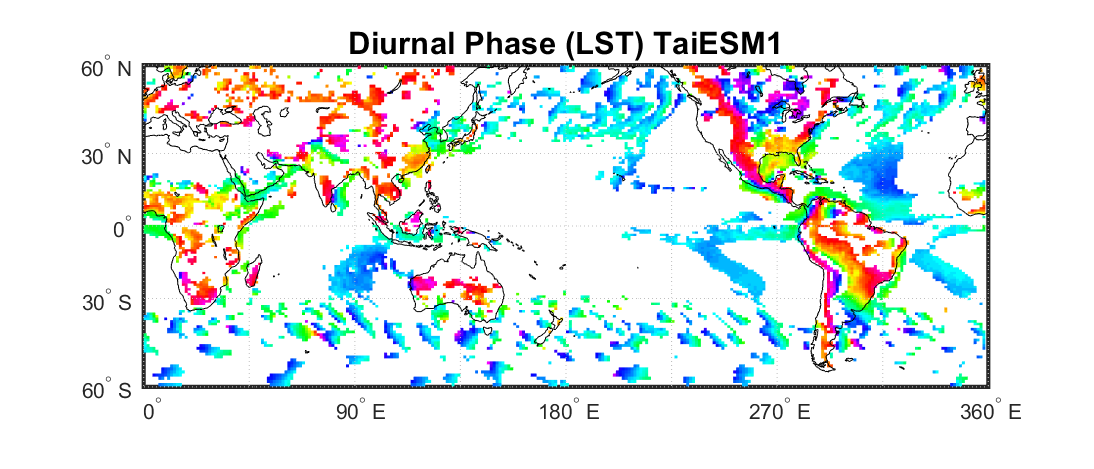 Diurnal Phase (LST) TaiESM1
60° N
30° N
0°
30° S
60° S
0° 90° E 180° E 270° E 360° E